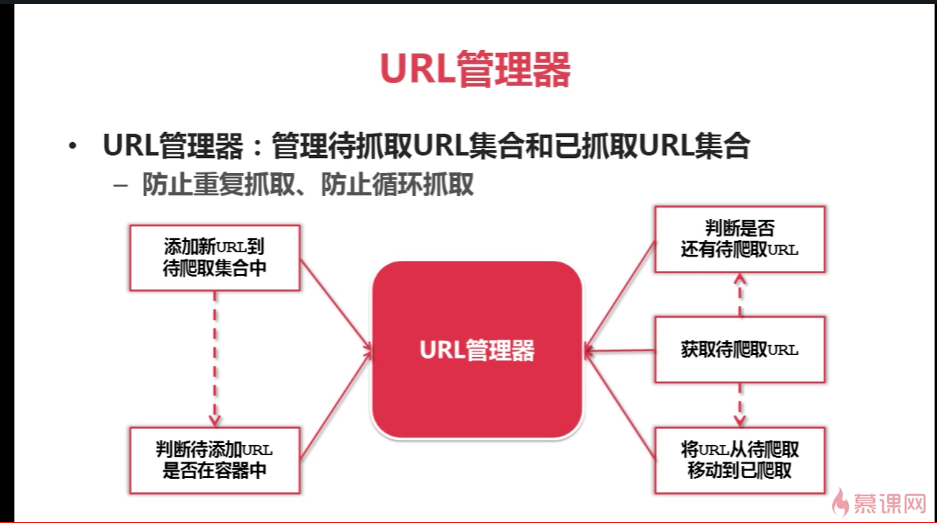 URL管理器
• URL管理器：管理待抓取URL集合和已抓取URL集合
– 防止重复抓取、防止循环抓取
添加新URL到
待爬取集合中
判断待添加URL
是否在容器中
URL管理器
判断是否
还有待爬取URL
获取待爬取URL
将URL从待爬取
移动到已爬取
慕课网